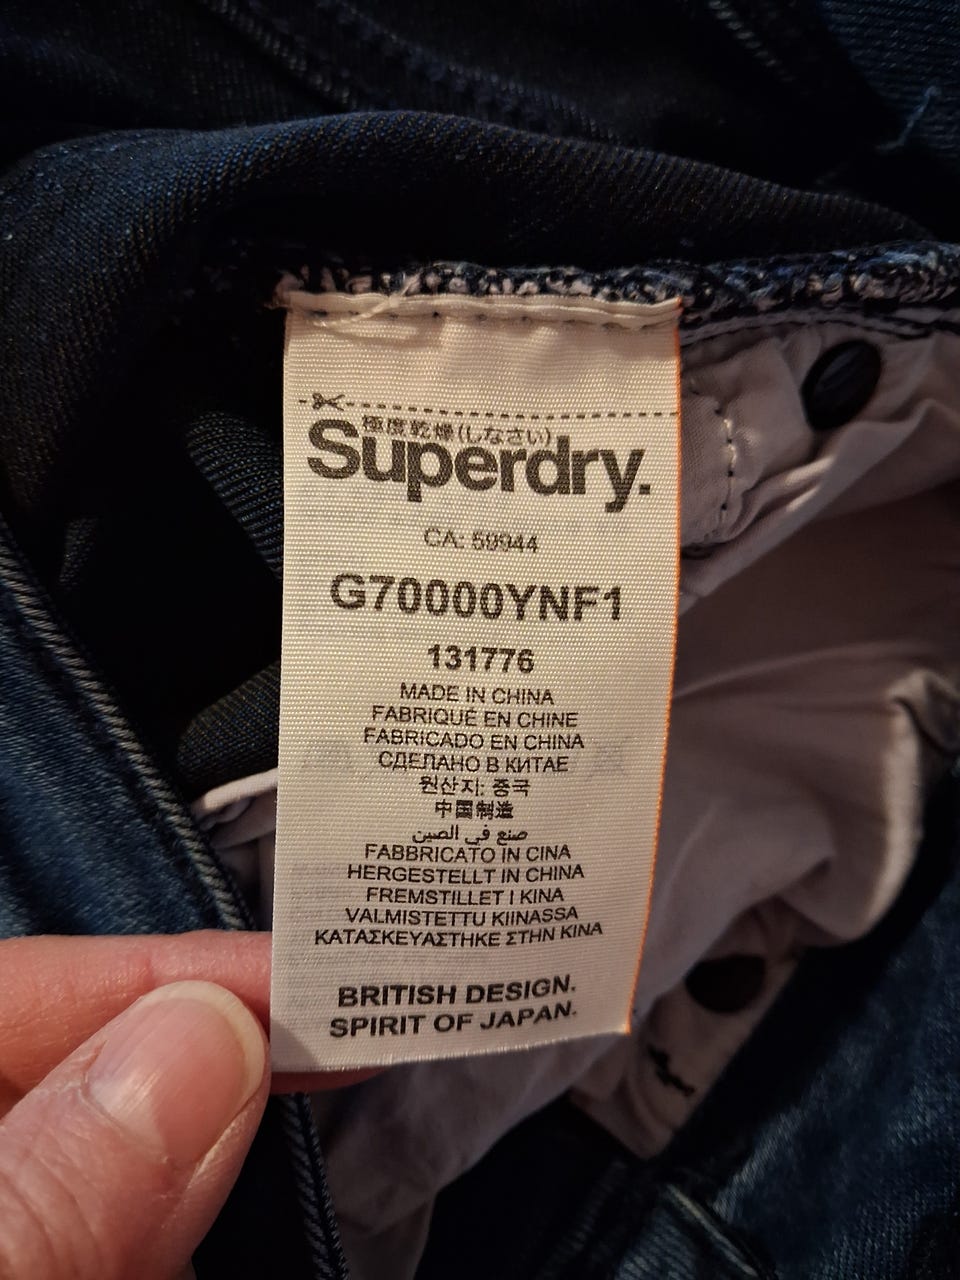 極度乾燥(しなさい)
Superdry.
CA: 59944
G70000YNF1
131776
MADE IN CHINA
FABRIQUÉ EN CHINE
FABRICADO EN CHINA
СДЕЛАНО В КИТАЕ
원산지: 중국
中国制造
صنع في الصين
FABBRICATO IN CINA
HERGESTELLT IN CHINA
FREMSTILLET I KINA
VALMISTETTU KIINASSA
ΚΑΤΑΣΚΕΥΑΣΤΗΚΕ ΣΤΗΝ ΚΙΝΑ
BRITISH DESIGN.
SPIRIT OF JAPAN.